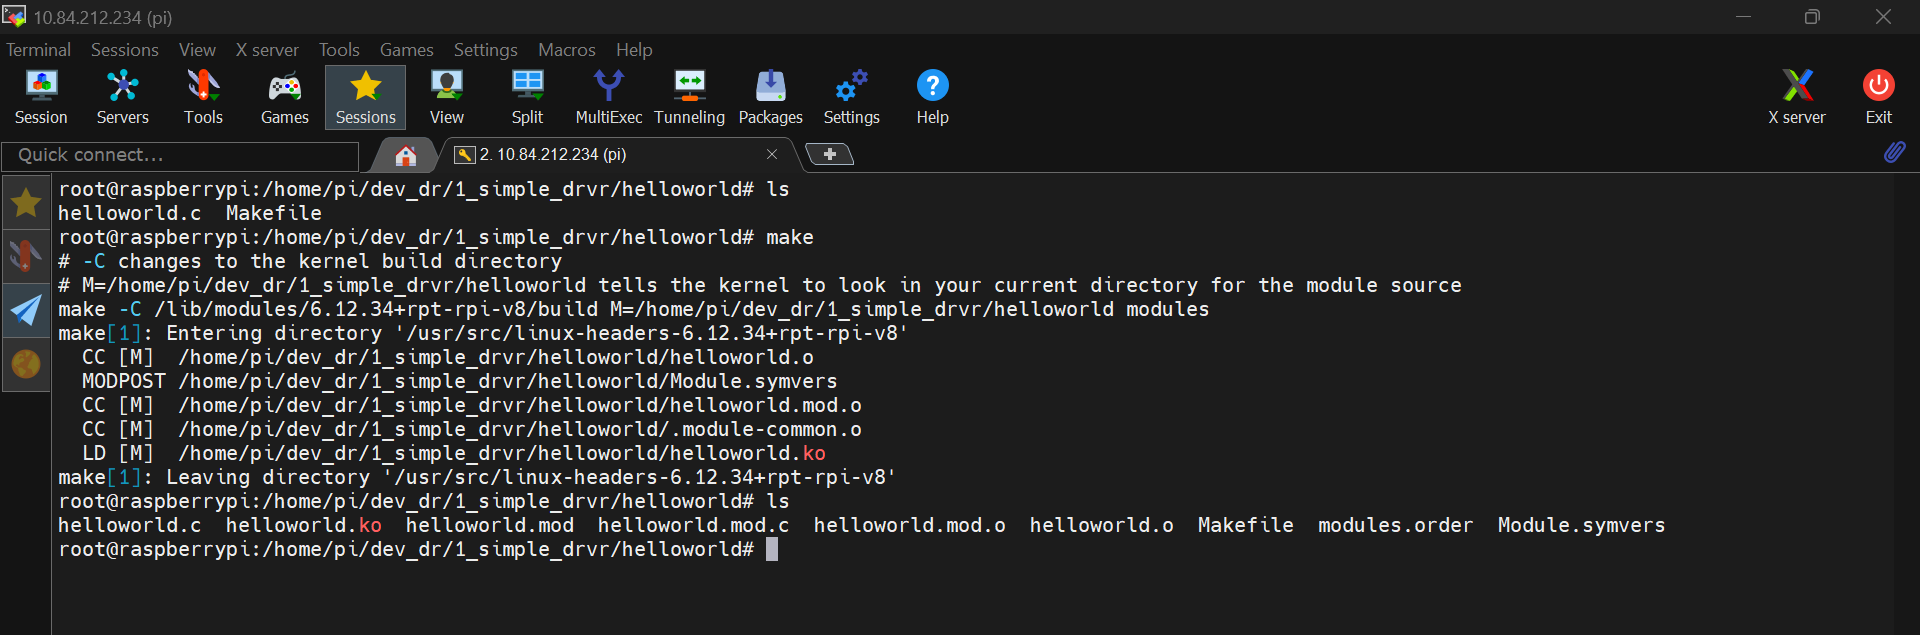 10.84.212.234 (pi)
Terminal Sessions View X server Tools Games Settings Macros Help
Session Servers Tools Games Sessions View Split MultiExec Tunneling Packages Settings Help X server Exit
Quick connect... 2. 10.84.212.234 (pi)
root@raspberrypi:/home/pi/dev_dr/1_simple_drvr/helloworld# ls
helloworld.c  Makefile
root@raspberrypi:/home/pi/dev_dr/1_simple_drvr/helloworld# make
# -C changes to the kernel build directory
# M=/home/pi/dev_dr/1_simple_drvr/helloworld tells the kernel to look in your current directory for the module source
make -C /lib/modules/6.12.34+rpt-rpi-v8/build M=/home/pi/dev_dr/1_simple_drvr/helloworld modules
make[1]: Entering directory '/usr/src/linux-headers-6.12.34+rpt-rpi-v8'
  CC [M]  /home/pi/dev_dr/1_simple_drvr/helloworld/helloworld.o
  MODPOST /home/pi/dev_dr/1_simple_drvr/helloworld/Module.symvers
  CC [M]  /home/pi/dev_dr/1_simple_drvr/helloworld/helloworld.mod.o
  CC [M]  /home/pi/dev_dr/1_simple_drvr/helloworld/.module-common.o
  LD [M]  /home/pi/dev_dr/1_simple_drvr/helloworld/helloworld.ko
make[1]: Leaving directory '/usr/src/linux-headers-6.12.34+rpt-rpi-v8'
root@raspberrypi:/home/pi/dev_dr/1_simple_drvr/helloworld# ls
helloworld.c  helloworld.ko  helloworld.mod  helloworld.mod.c  helloworld.mod.o  helloworld.o  Makefile  modules.order  Module.symvers
root@raspberrypi:/home/pi/dev_dr/1_simple_drvr/helloworld#